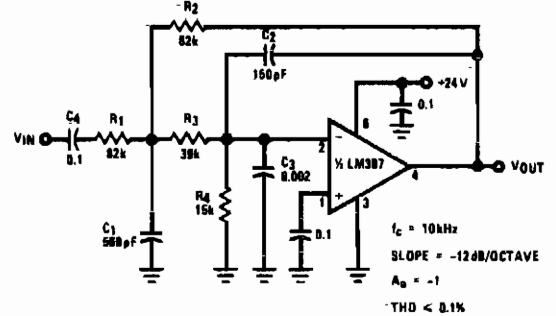 R2
82k
C2
150pF
+24V
0.1
C4
R1
R3
VIN
0.1
82k
39k
2
−
6
½ LM387
4
VOUT
C3
0.002
R4
15k
+
1
3
C1
560pF
0.1
fC = 10kHz
SLOPE = −12dB/OCTAVE
A0 = −1
THD ≤ 0.1%